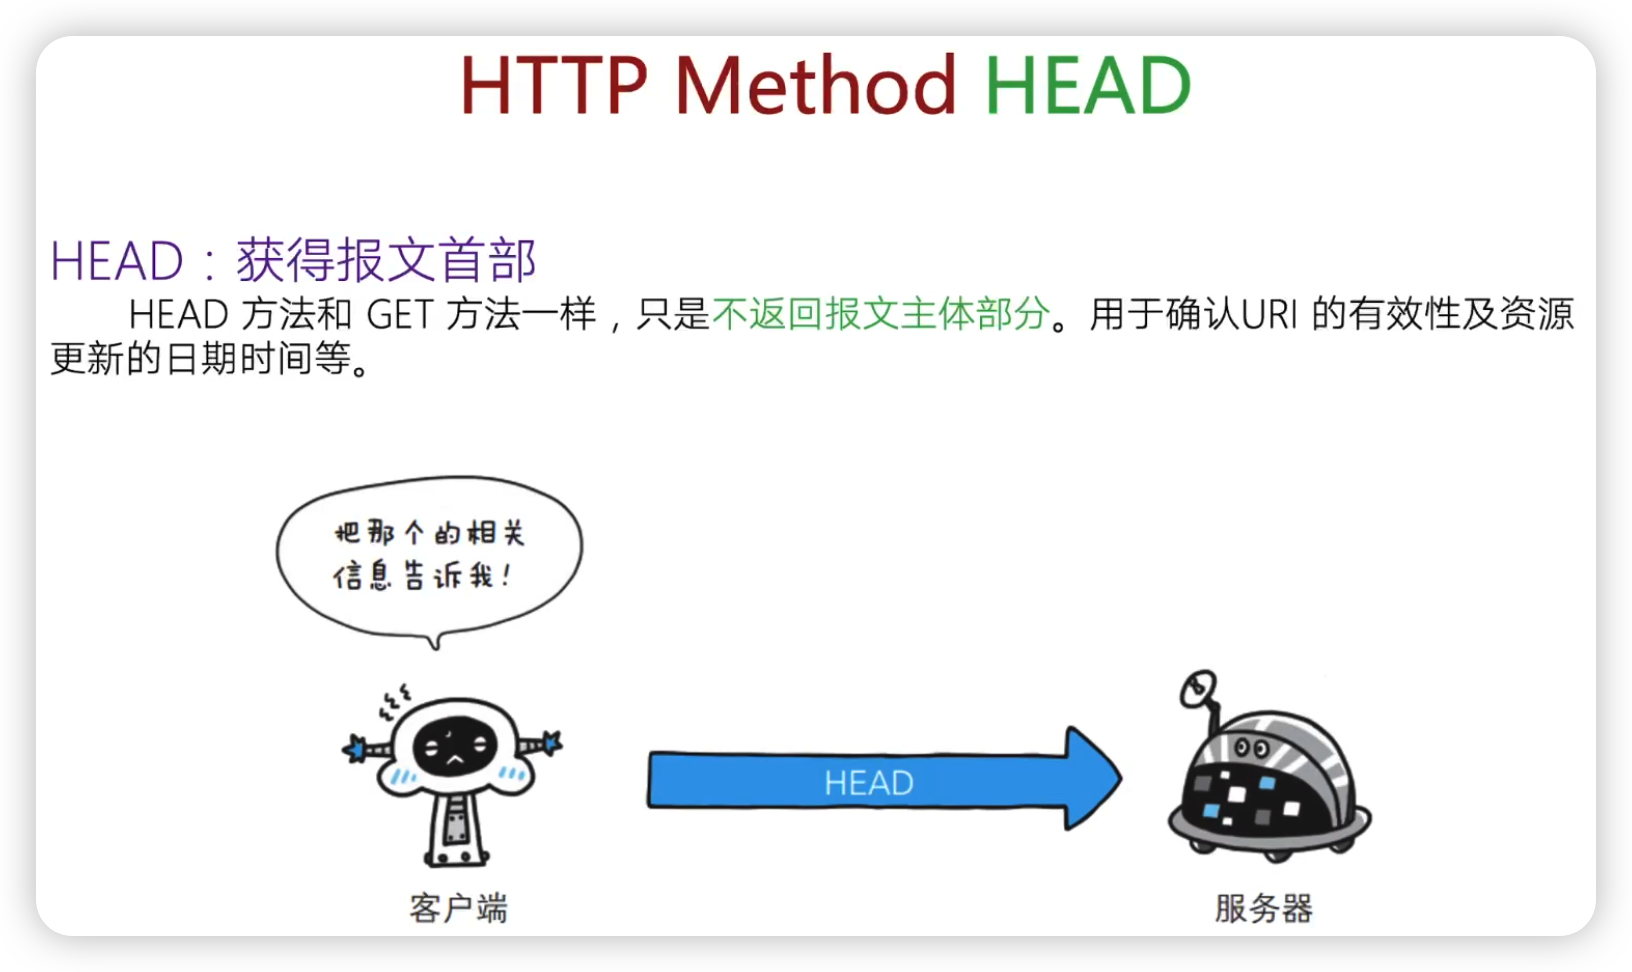 HTTP Method HEAD
HEAD：获得报文首部
HEAD 方法和 GET 方法一样，只是不返回报文主体部分。用于确认URI 的有效性及资源
更新的日期时间等。
把那个的相关
信息告诉我！
HEAD
客户端
服务器